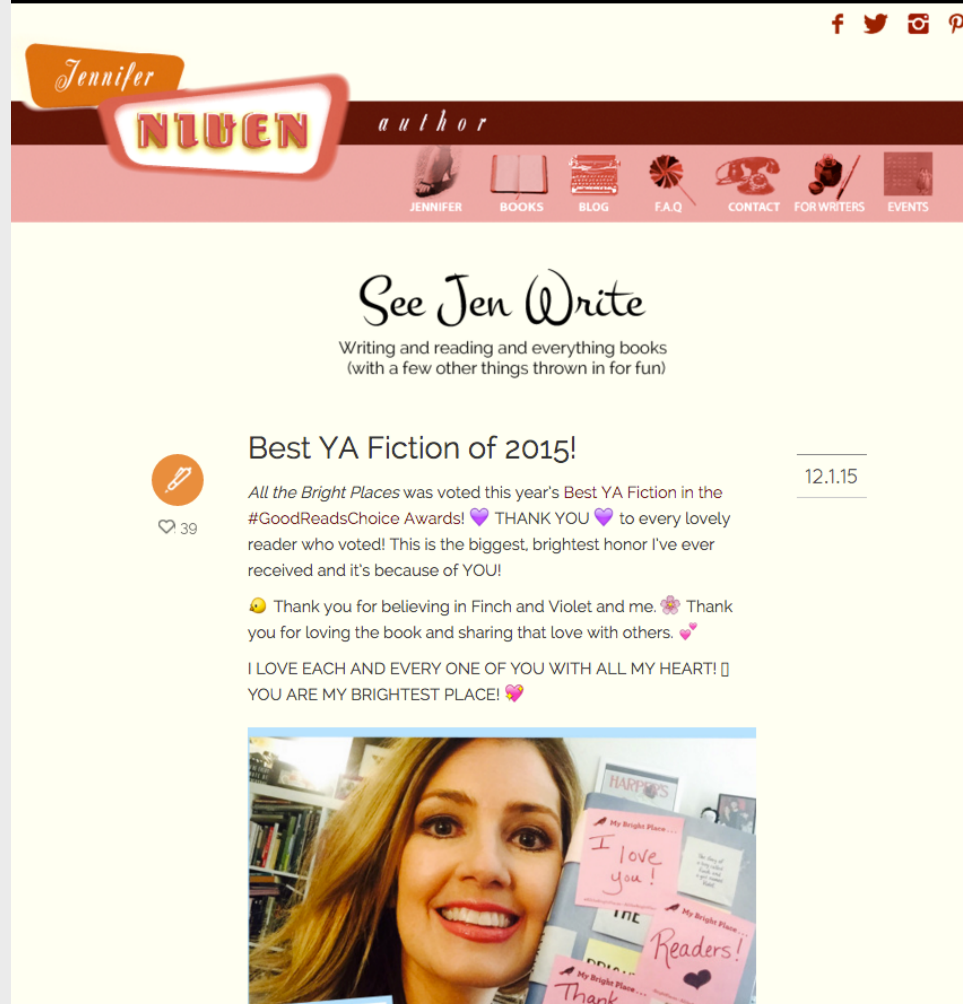 Jennifer
NIVEN
author
JENNIFER
BOOKS
BLOG
F.A.Q
CONTACT
FOR WRITERS
EVENTS
See Jen Write
Writing and reading and everything books
(with a few other things thrown in for fun)
Best YA Fiction of 2015!
12.1.15
39
All the Bright Places was voted this year's Best YA Fiction in the
#GoodReadsChoice Awards! 💜 THANK YOU 💜 to every lovely
reader who voted! This is the biggest, brightest honor I've ever
received and it's because of YOU!
Thank you for believing in Finch and Violet and me. 🌸 Thank
you for loving the book and sharing that love with others. 💕
I LOVE EACH AND EVERY ONE OF YOU WITH ALL MY HEART! ▯
YOU ARE MY BRIGHTEST PLACE! 💖
HARPER'S
My Bright Place...
I love
you!
THE
My Bright Place...
Readers!
My Bright Place...
Thank